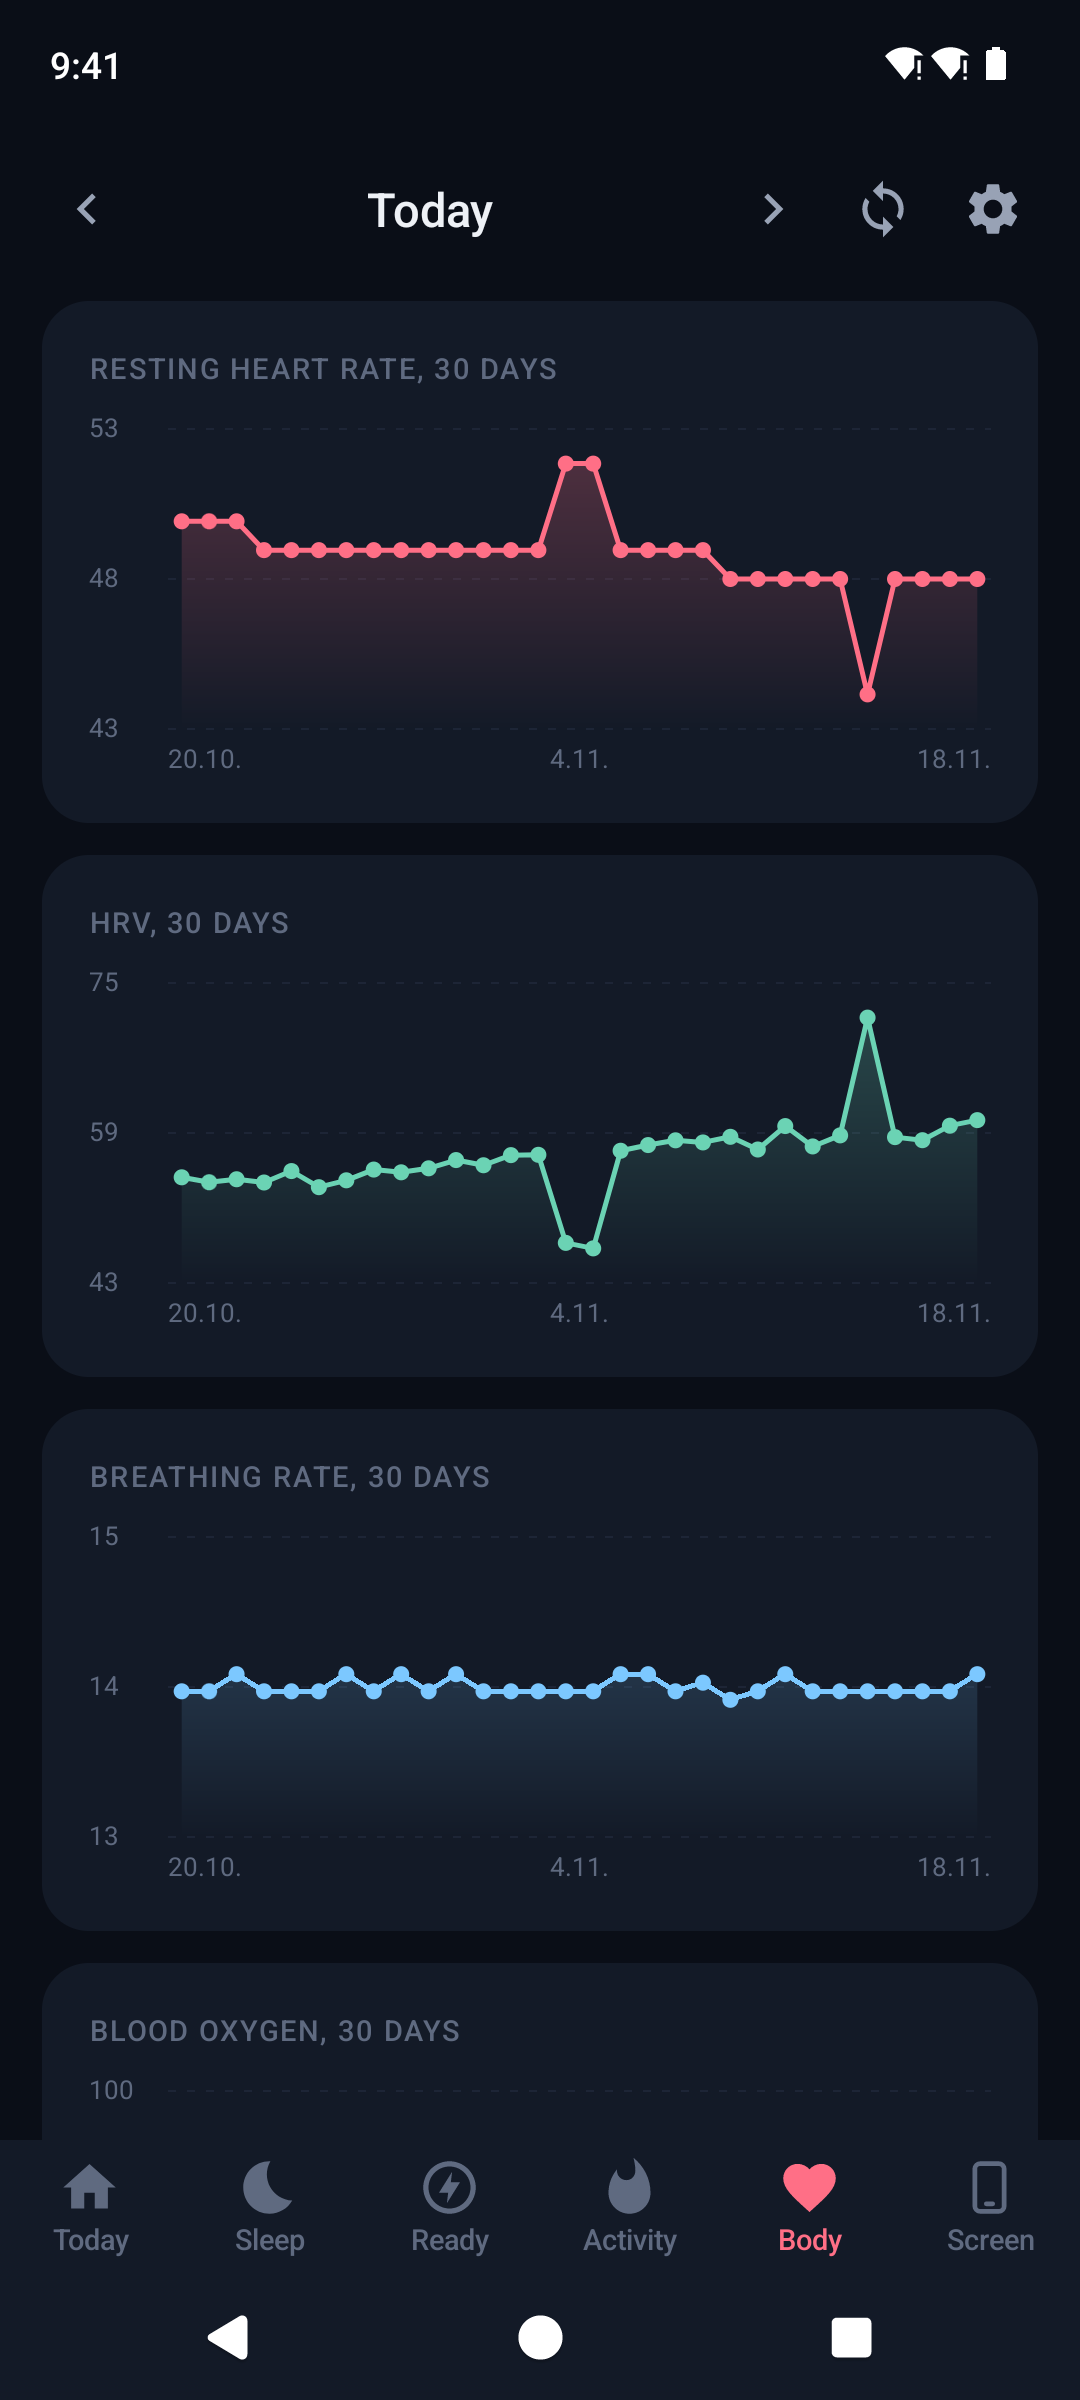 9:41
Today
RESTING HEART RATE, 30 DAYS
53
48
43
20.10. 4.11. 18.11.
HRV, 30 DAYS
75
59
43
20.10. 4.11. 18.11.
BREATHING RATE, 30 DAYS
15
14
13
20.10. 4.11. 18.11.
BLOOD OXYGEN, 30 DAYS
100
Today Sleep Ready Activity Body Screen